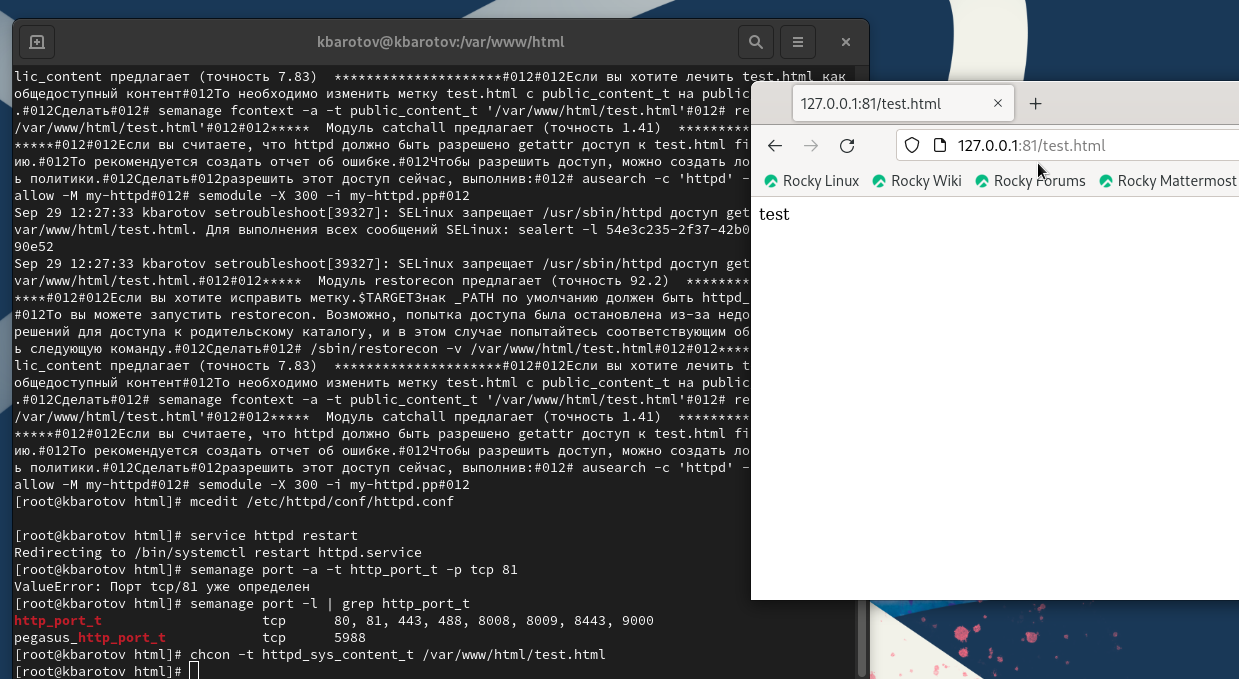 kbarotov@kbarotov:/var/www/html
lic_content предлагает (точность 7.83)  *********************#012#012Если вы хотите лечить test.html как
общедоступный контент#012То необходимо изменить метку test.html с public_content_t на public
.#012Сделать#012# semanage fcontext -a -t public_content_t '/var/www/html/test.html'#012# re
/var/www/html/test.html'#012#012*****  Модуль catchall предлагает (точность 1.41)  *********
*****#012#012Если вы считаете, что httpd должно быть разрешено getattr доступ к test.html fi
ию.#012То рекомендуется создать отчет об ошибке.#012Чтобы разрешить доступ, можно создать ло
ь политики.#012Сделать#012разрешить этот доступ сейчас, выполнив:#012# ausearch -c 'httpd' -
allow -M my-httpd#012# semodule -X 300 -i my-httpd.pp#012
Sep 29 12:27:33 kbarotov setroubleshoot[39327]: SELinux запрещает /usr/sbin/httpd доступ get
var/www/html/test.html. Для выполнения всех сообщений SELinux: sealert -l 54e3c235-2f37-42b0
90e52
Sep 29 12:27:33 kbarotov setroubleshoot[39327]: SELinux запрещает /usr/sbin/httpd доступ get
var/www/html/test.html.#012#012*****  Модуль restorecon предлагает (точность 92.2)  ********
****#012#012Если вы хотите исправить метку.$TARGETЗнак _PATH по умолчанию должен быть httpd_
#012То вы можете запустить restorecon. Возможно, попытка доступа была остановлена из-за недо
решений для доступа к родительскому каталогу, и в этом случае попытайтесь соответствующим об
ь следующую команду.#012Сделать#012# /sbin/restorecon -v /var/www/html/test.html#012#012****
lic_content предлагает (точность 7.83)  *********************#012#012Если вы хотите лечить t
общедоступный контент#012То необходимо изменить метку test.html с public_content_t на public
.#012Сделать#012# semanage fcontext -a -t public_content_t '/var/www/html/test.html'#012# re
/var/www/html/test.html'#012#012*****  Модуль catchall предлагает (точность 1.41)  *********
*****#012#012Если вы считаете, что httpd должно быть разрешено getattr доступ к test.html fi
ию.#012То рекомендуется создать отчет об ошибке.#012Чтобы разрешить доступ, можно создать ло
ь политики.#012Сделать#012разрешить этот доступ сейчас, выполнив:#012# ausearch -c 'httpd' -
allow -M my-httpd#012# semodule -X 300 -i my-httpd.pp#012
[root@kbarotov html]# mcedit /etc/httpd/conf/httpd.conf
[root@kbarotov html]# service httpd restart
Redirecting to /bin/systemctl restart httpd.service
[root@kbarotov html]# semanage port -a -t http_port_t -p tcp 81
ValueError: Порт tcp/81 уже определен
[root@kbarotov html]# semanage port -l | grep http_port_t
http_port_t                    tcp      80, 81, 443, 488, 8008, 8009, 8443, 9000
pegasus_http_port_t            tcp      5988
[root@kbarotov html]# chcon -t httpd_sys_content_t /var/www/html/test.html
[root@kbarotov html]#
127.0.0.1:81/test.html
127.0.0.1:81/test.html
Rocky Linux Rocky Wiki Rocky Forums Rocky Mattermost
test